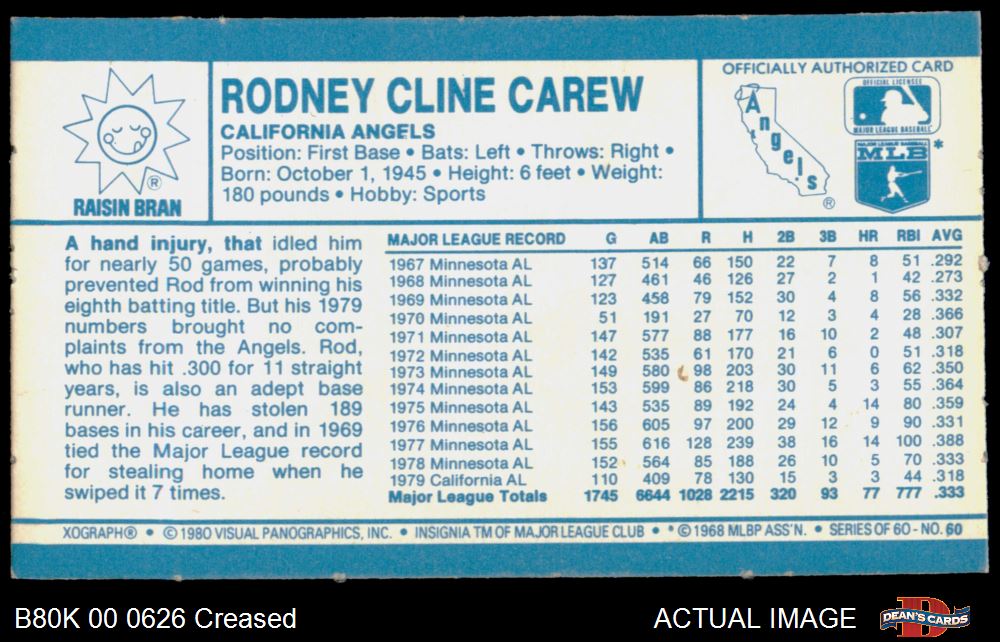 RODNEY CLINE CAREW
CALIFORNIA ANGELS
Position: First Base • Bats: Left • Throws: Right •
Born: October 1, 1945 • Height: 6 feet • Weight:
180 pounds • Hobby: Sports
®
RAISIN BRAN
OFFICIALLY AUTHORIZED CARD
Angels
®
OFFICIAL LICENSEE
MAJOR LEAGUE BASEBALL
MAJOR LEAGUE BASEBALL
MLB *
A hand injury, that idled him
for nearly 50 games, probably
prevented Rod from winning his
eighth batting title. But his 1979
numbers brought no com-
plaints from the Angels. Rod,
who has hit .300 for 11 straight
years, is also an adept base
runner. He has stolen 189
bases in his career, and in 1969
tied the Major League record
for stealing home when he
swiped it 7 times.
MAJOR LEAGUE RECORD G AB R H 2B 3B HR RBI AVG
1967 Minnesota AL 137 514 66 150 22 7 8 51 .292
1968 Minnesota AL 127 461 46 126 27 2 1 42 .273
1969 Minnesota AL 123 458 79 152 30 4 8 56 .332
1970 Minnesota AL 51 191 27 70 12 3 4 28 .366
1971 Minnesota AL 147 577 88 177 16 10 2 48 .307
1972 Minnesota AL 142 535 61 170 21 6 0 51 .318
1973 Minnesota AL 149 580 98 203 30 11 6 62 .350
1974 Minnesota AL 153 599 86 218 30 5 3 55 .364
1975 Minnesota AL 143 535 89 192 24 4 14 80 .359
1976 Minnesota AL 156 605 97 200 29 12 9 90 .331
1977 Minnesota AL 155 616 128 239 38 16 14 100 .388
1978 Minnesota AL 152 564 85 188 26 10 5 70 .333
1979 California AL 110 409 78 130 15 3 3 44 .318
Major League Totals 1745 6644 1028 2215 320 93 77 777 .333
XOGRAPH® • ©1980 VISUAL PANOGRAPHICS, INC. • INSIGNIA TM OF MAJOR LEAGUE CLUB • *©1968 MLBP ASS'N. • SERIES OF 60 - NO. 60
B80K 00 0626 Creased
ACTUAL IMAGE
DEAN'S CARDS